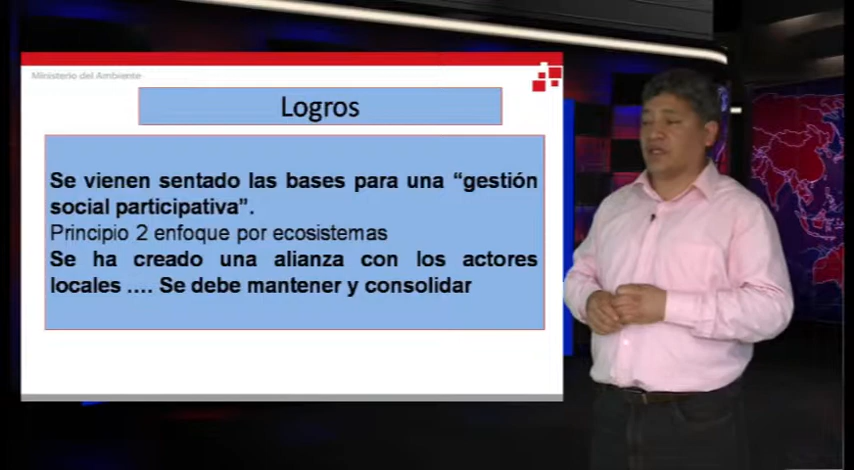 Ministerio del Ambiente
Logros
Se vienen sentado las bases para una “gestión
social participativa”.
Principio 2 enfoque por ecosistemas
Se ha creado una alianza con los actores
locales .... Se debe mantener y consolidar